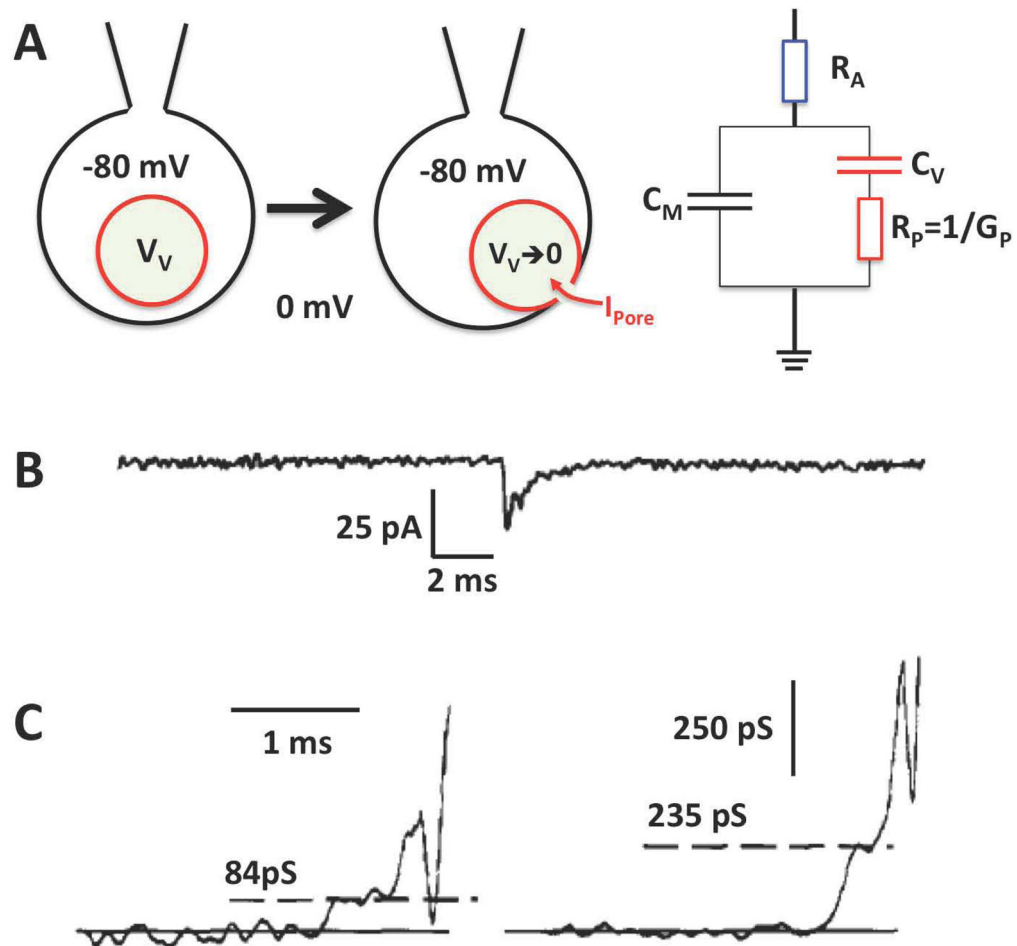 A
-80 mV
V_V
0 mV
-80 mV
V_V→0
I_Pore
R_A
C_M
C_V
R_P=1/G_P
B
25 pA
2 ms
C
1 ms
84pS
250 pS
235 pS